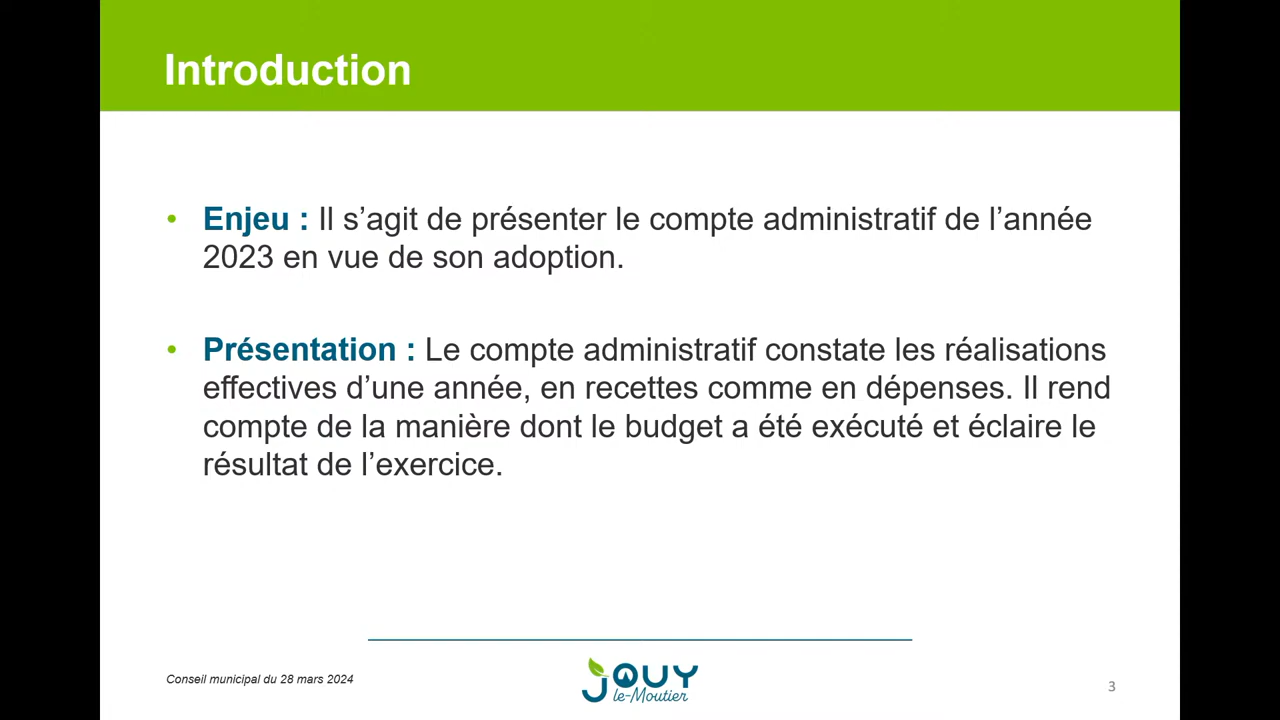 Introduction
• Enjeu : Il s’agit de présenter le compte administratif de l’année
2023 en vue de son adoption.
• Présentation : Le compte administratif constate les réalisations
effectives d’une année, en recettes comme en dépenses. Il rend
compte de la manière dont le budget a été exécuté et éclaire le
résultat de l’exercice.
Conseil municipal du 28 mars 2024
JOUY
le-Moutier
3